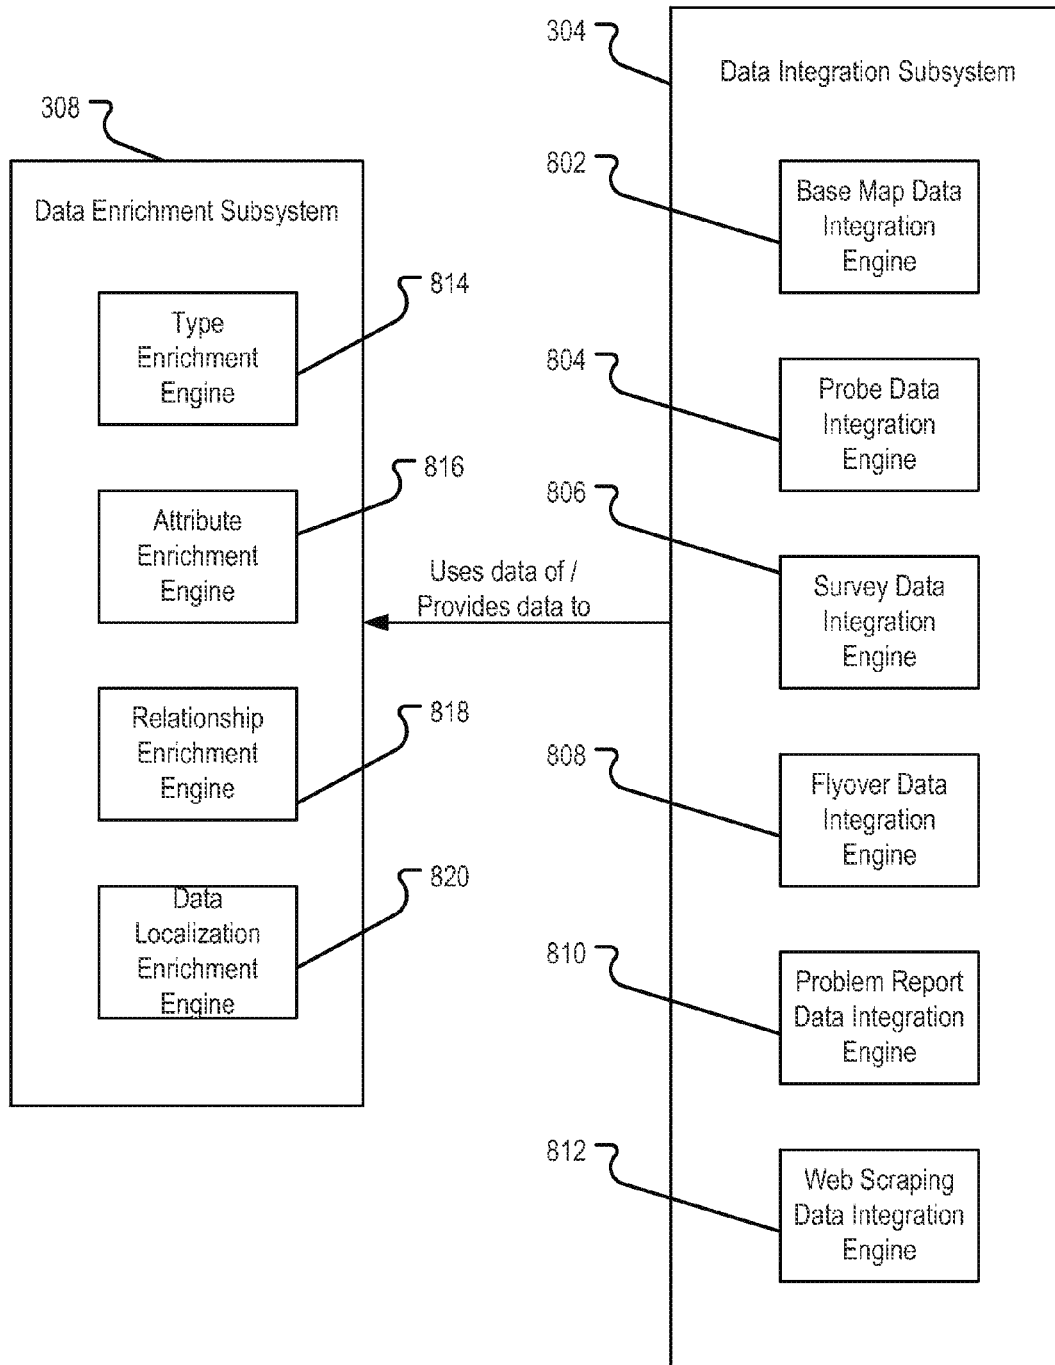 308
Data Enrichment Subsystem
814
Type
Enrichment
Engine
816
Attribute
Enrichment
Engine
818
Relationship
Enrichment
Engine
820
Data
Localization
Enrichment
Engine
Uses data of /
Provides data to
304
Data Integration Subsystem
802
Base Map Data
Integration
Engine
804
Probe Data
Integration
Engine
806
Survey Data
Integration
Engine
808
Flyover Data
Integration
Engine
810
Problem Report
Data Integration
Engine
812
Web Scraping
Data Integration
Engine